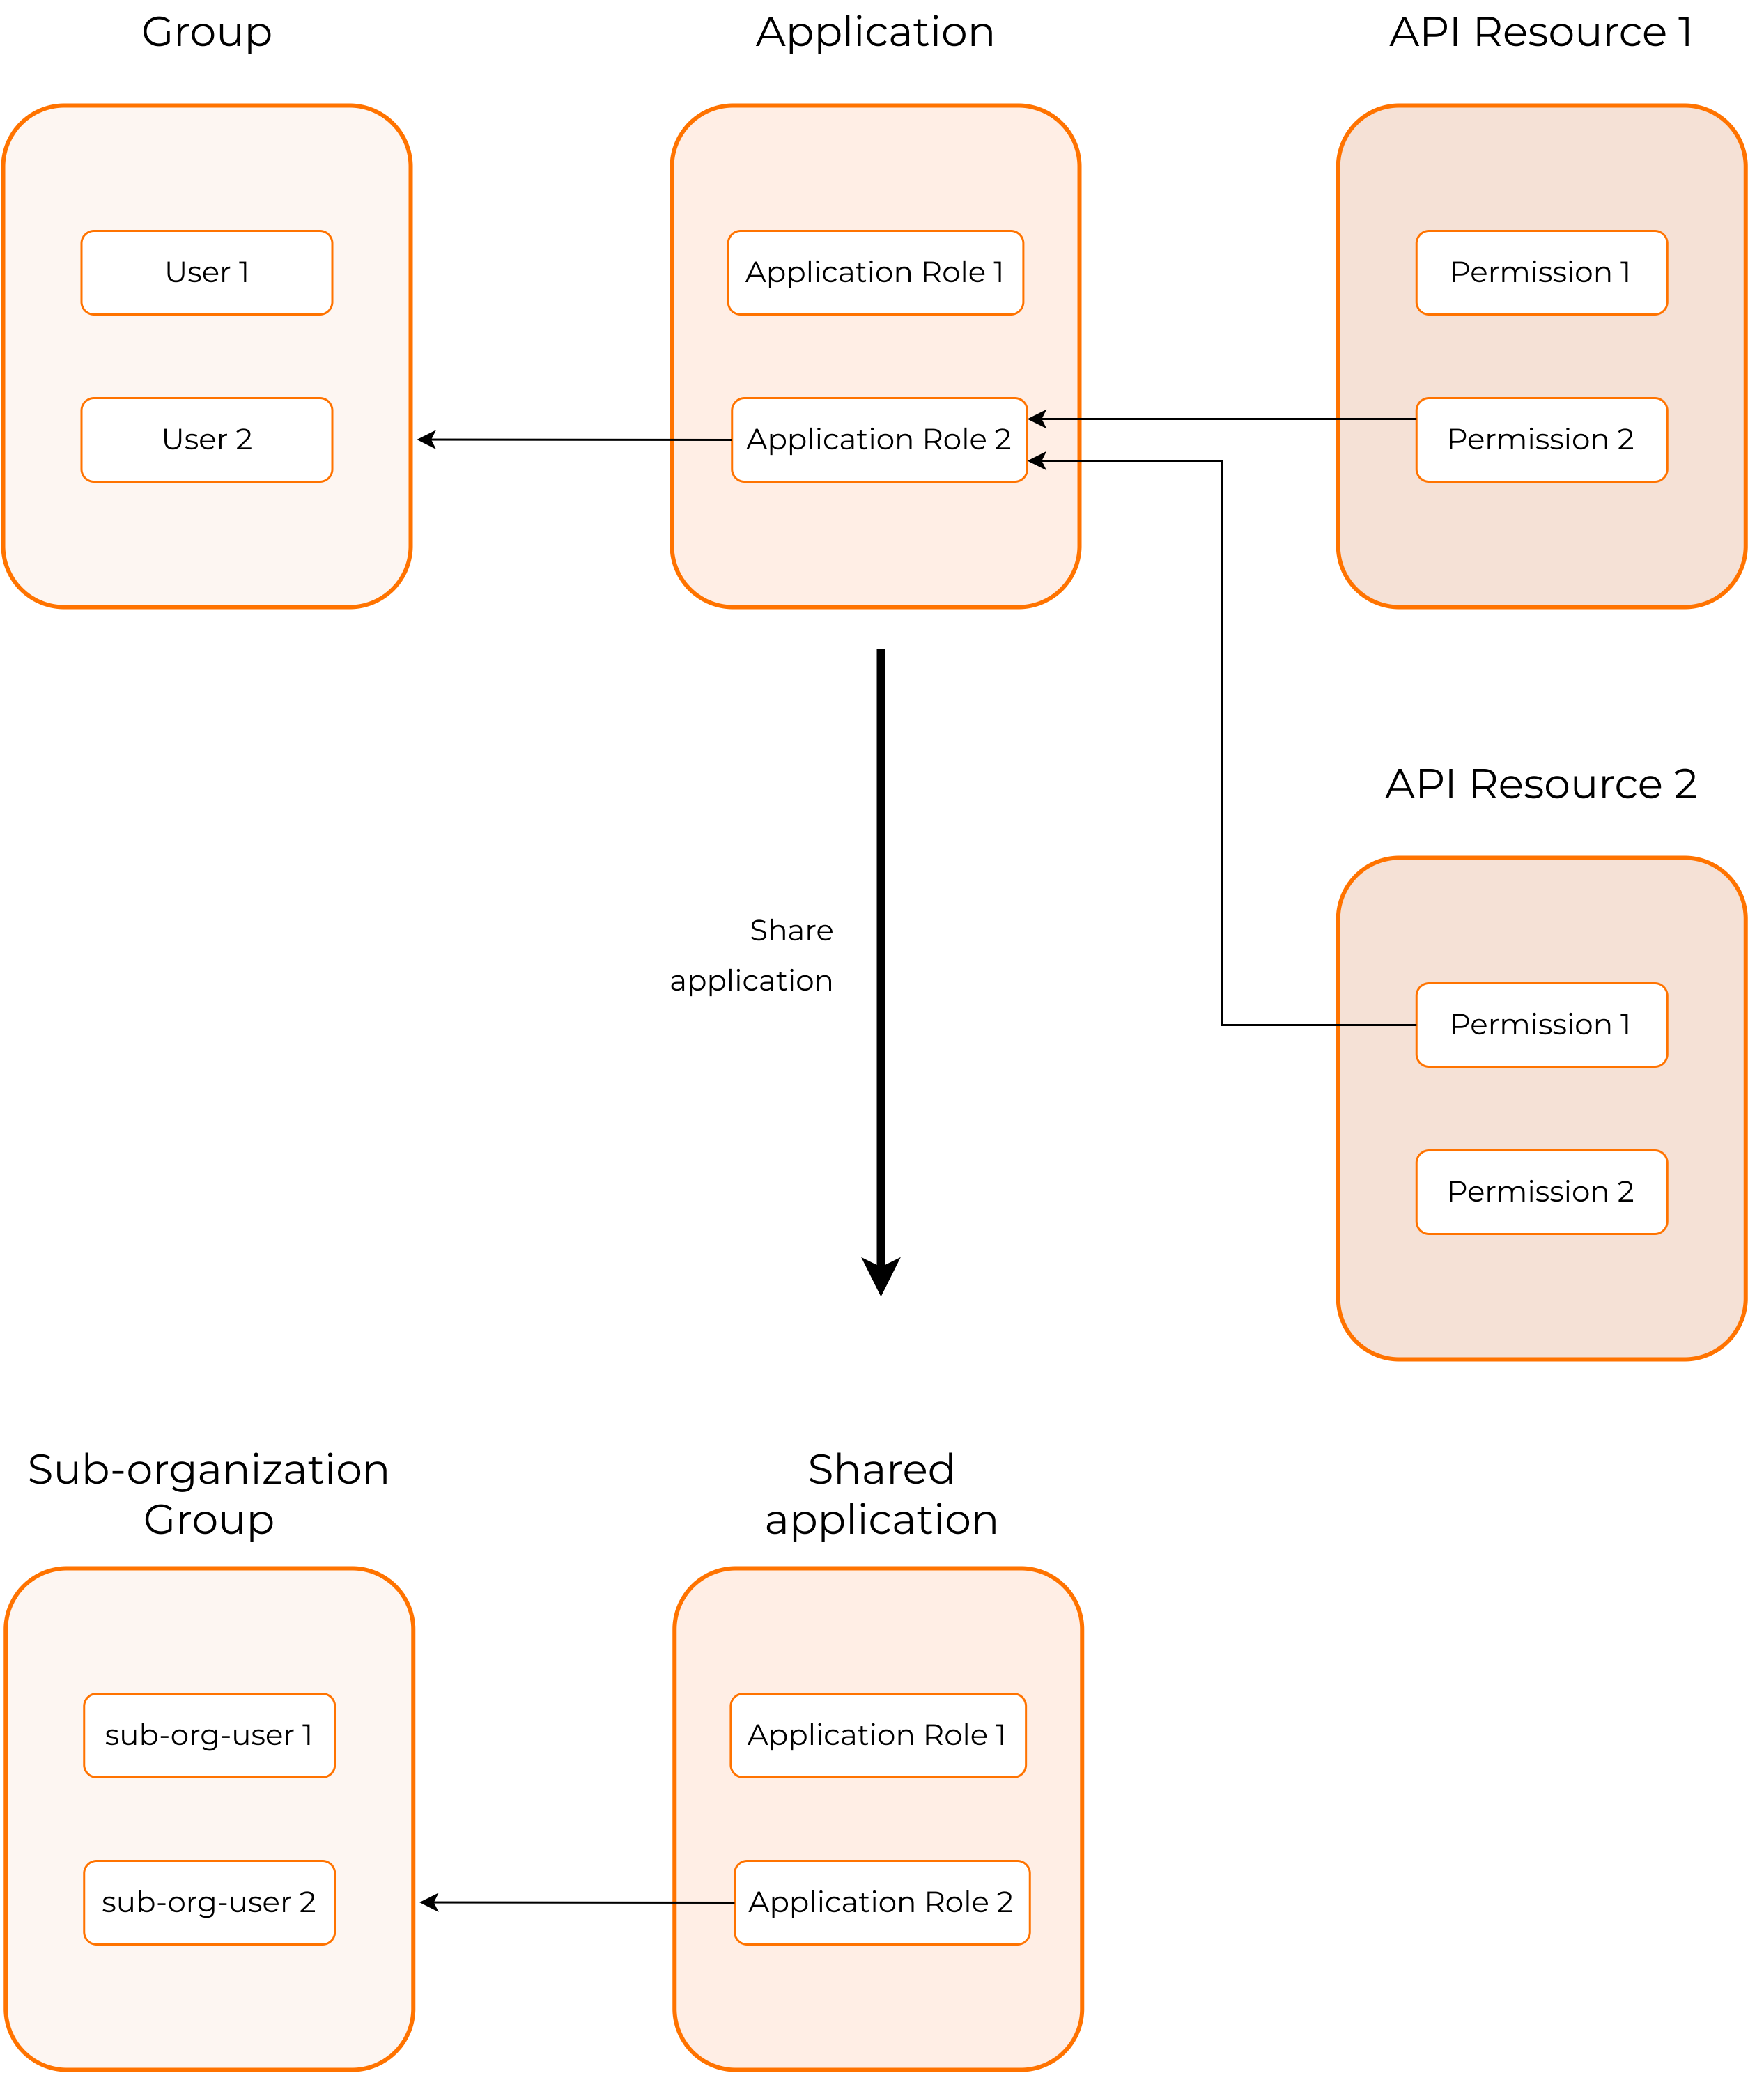 Group
Application
API Resource 1
User 1
Application Role 1
Permission 1
User 2
Application Role 2
Permission 2
API Resource 2
Share
application
Permission 1
Permission 2
Sub-organization
Group
Shared
application
sub-org-user 1
Application Role 1
sub-org-user 2
Application Role 2